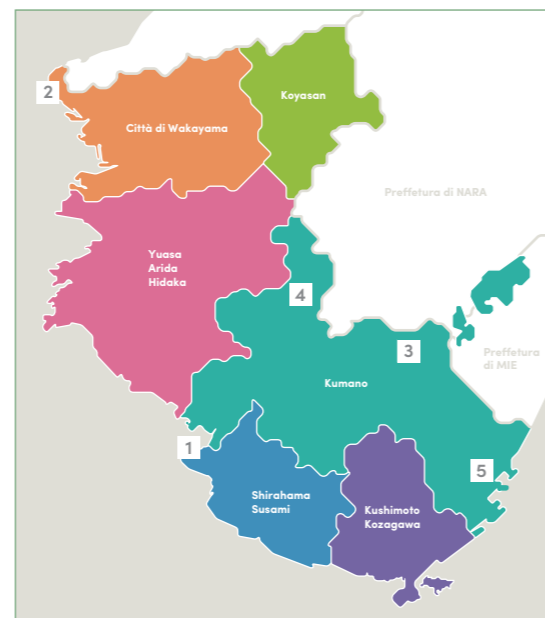 2
Koyasan
Città di Wakayama
Preffetura di NARA
Yuasa
Arida
Hidaka
4
3
Preffetura
di MIE
Kumano
1
5
Shirahama
Susami
Kushimoto
Kozagawa